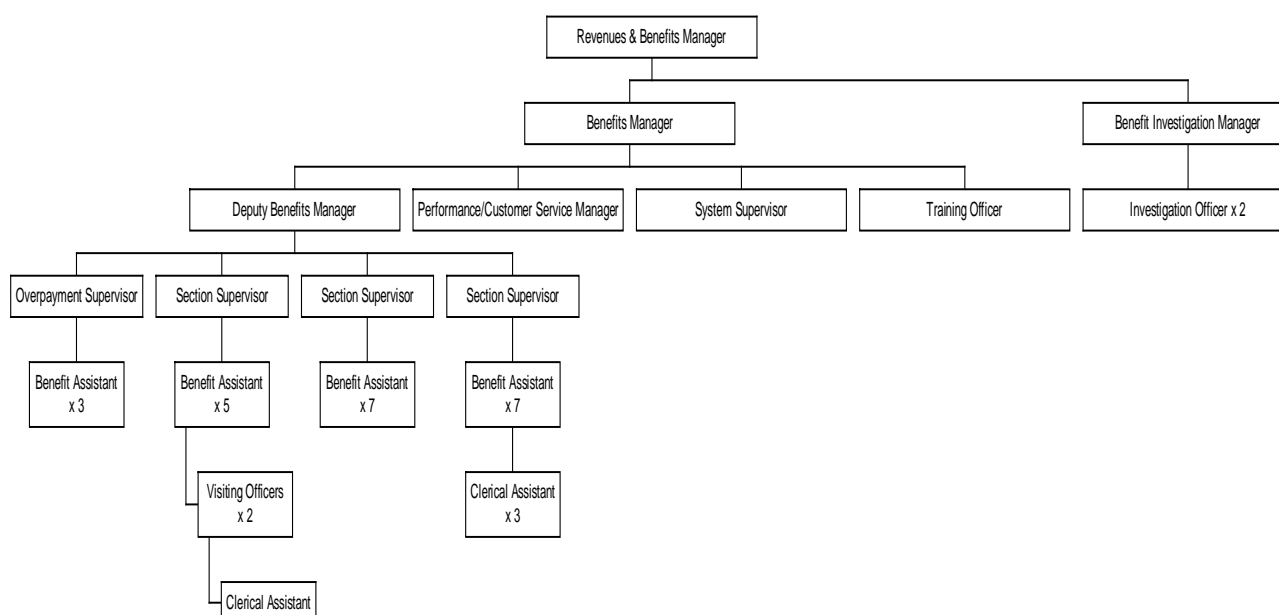 Revenues & Benefits Manager
Benefits Manager
Benefit Investigation Manager
Deputy Benefits Manager
Performance/Customer Service Manager
System Supervisor
Training Officer
Investigation Officer x 2
Overpayment Supervisor
Section Supervisor
Section Supervisor
Section Supervisor
Benefit Assistant
x 3
Benefit Assistant
x 5
Benefit Assistant
x 7
Benefit Assistant
x 7
Visiting Officers
x 2
Clerical Assistant
x 3
Clerical Assistant